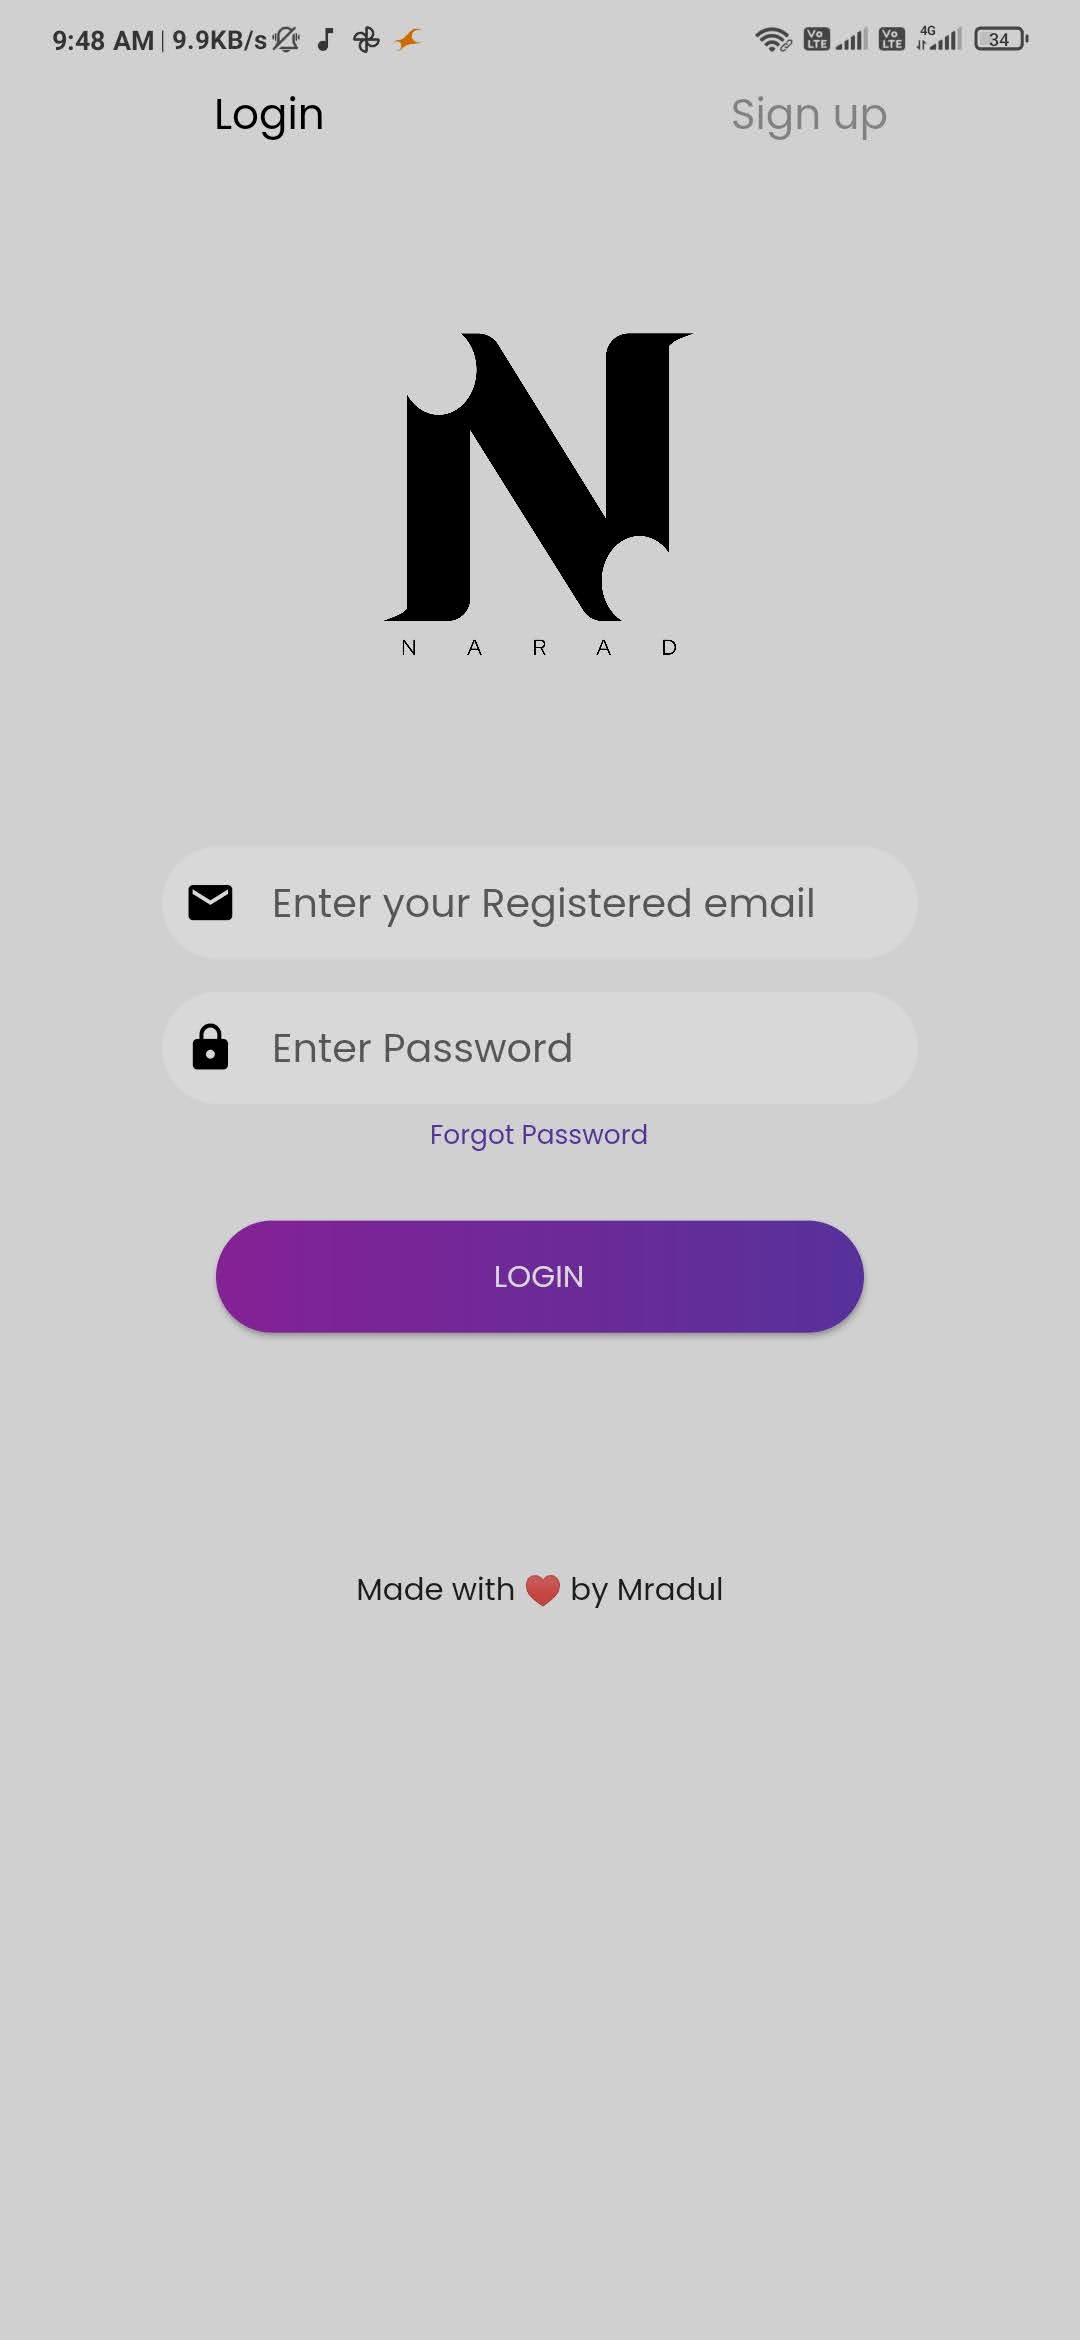 9:48 AM | 9.9KB/s Vo LTE Vo LTE 4G 34
Login Sign up
N A R A D
Enter your Registered email
Enter Password
Forgot Password
LOGIN
Made with ❤️ by Mradul